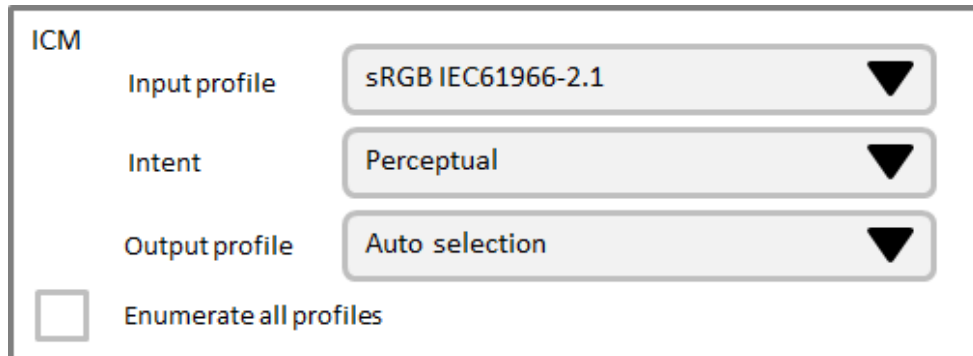 ICM
Input profile sRGB IEC61966-2.1
Intent Perceptual
Output profile Auto selection
Enumerate all profiles